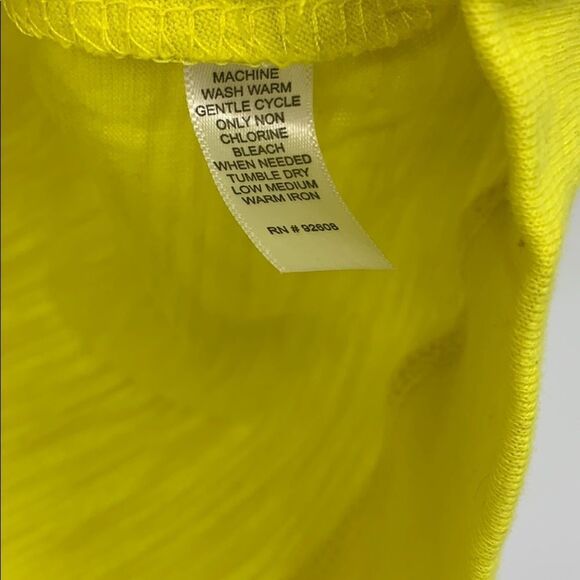 MACHINE
WASH WARM
GENTLE CYCLE
ONLY NON
CHLORINE
BLEACH
WHEN NEEDED
TUMBLE DRY
LOW MEDIUM
WARM IRON
RN # 92608